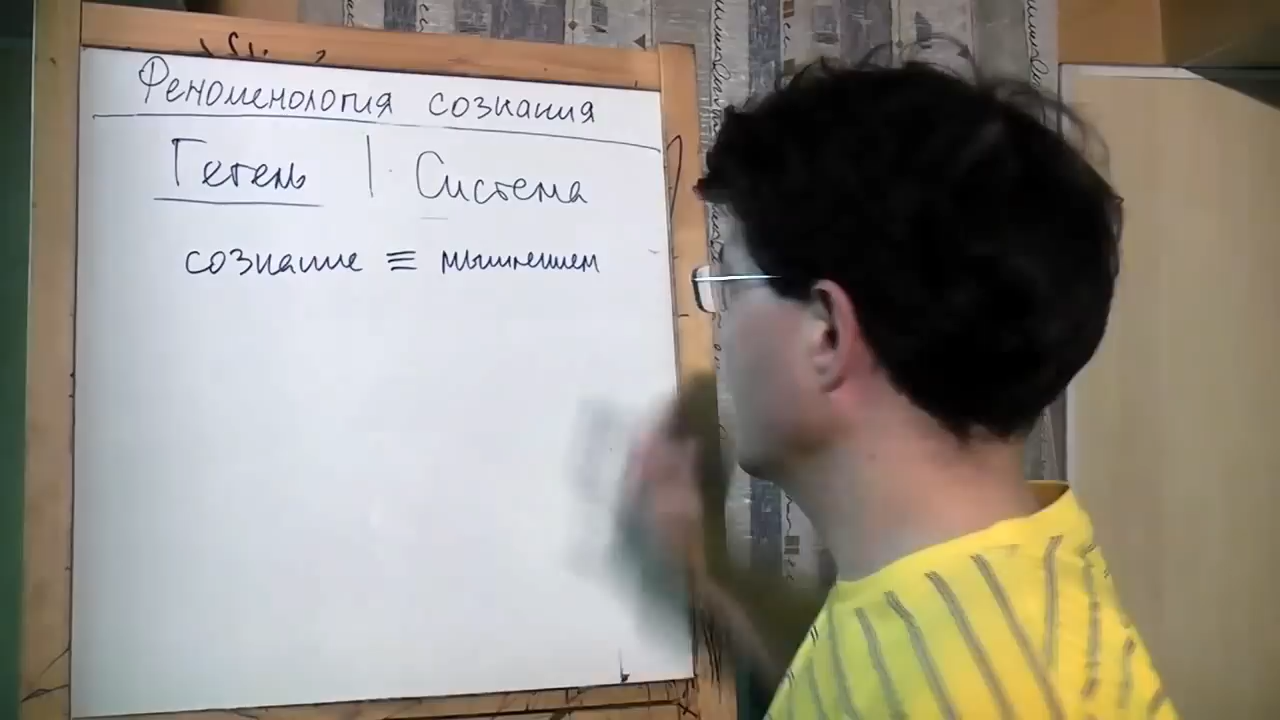 Феноменология сознания
Гегель | Система
сознание ≡ мышлением